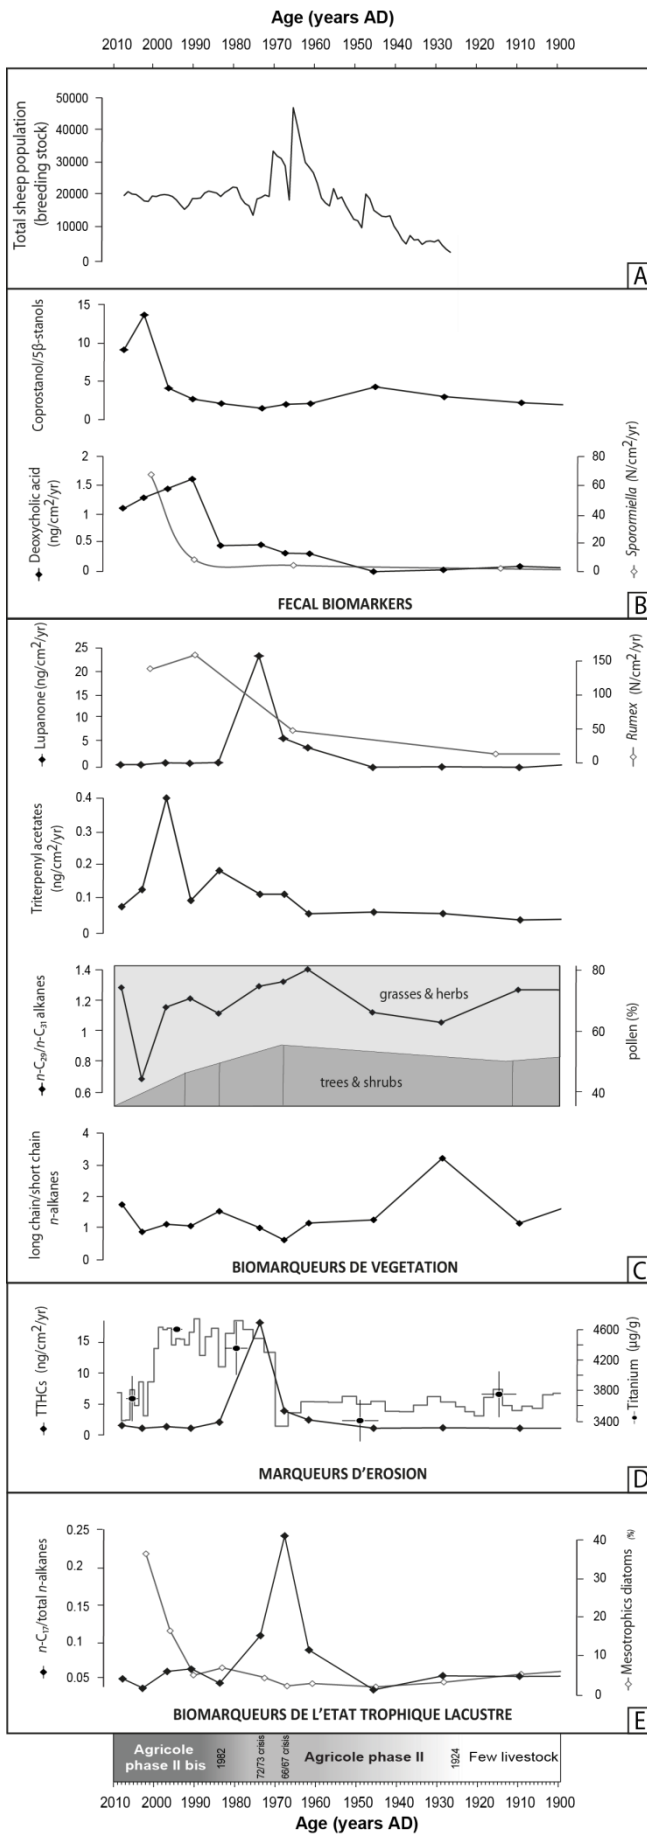 Age (years AD)
2010 2000 1990 1980 1970 1960 1950 1940 1930 1920 1910 1900
Total sheep population
(breeding stock)
50000
40000
30000
20000
10000
0
A
Coprostanol/5β-stanols
15
10
5
0
Deoxycholic acid
(ng/cm²/yr)
2
1.5
1
0.5
0
80
60
40
20
0
Sporormiella (N/cm²/yr)
FECAL BIOMARKERS
B
Lupanone (ng/cm²/yr)
25
20
15
10
5
0
150
100
50
0
Rumex
(N/cm²/yr)
Triterpenyl acetates
(ng/cm²/yr)
0.4
0.3
0.2
0.1
0
n-C₂₉/n-C₃₁ alkanes
1.4
1.2
1
0.8
0.6
grasses & herbs
trees & shrubs
80
60
40
pollen (%)
long chain/short chain
n-alkanes
4
3
2
1
0
BIOMARQUEURS DE VEGETATION
C
TTHCs (ng/cm²/yr)
15
10
5
0
4600
4200
3800
3400
Titanium (µg/g)
MARQUEURS D'EROSION
D
n-C₁₇/total n-alkanes
0.25
0.2
0.15
0.1
0.05
40
30
20
10
0
Mesotrophics diatoms (%)
BIOMARQUEURS DE L'ETAT TROPHIQUE LACUSTRE
E
Agricole
phase II bis
1982
72/73 crisis
66/67 crisis
Agricole phase II
1924
Few livestock
2010 2000 1990 1980 1970 1960 1950 1940 1930 1920 1910 1900
Age (years AD)